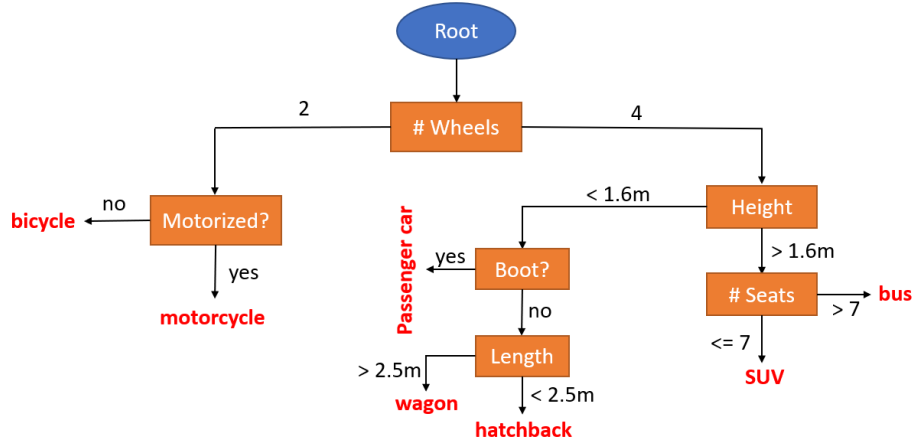 Root
2
# Wheels
4
no
Motorized?
bicycle
yes
motorcycle
< 1.6m
Height
> 1.6m
Passenger car
yes
Boot?
no
# Seats
> 7
bus
<= 7
SUV
Length
> 2.5m
wagon
< 2.5m
hatchback